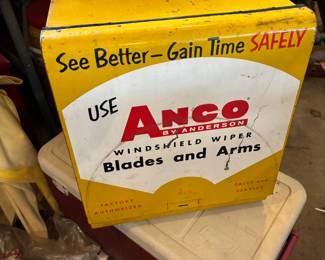 See Better – Gain Time SAFELY
USE
ANCO
BY ANDERSON
WINDSHIELD WIPER
Blades and Arms
FACTORY
AUTHORIZED
SALES AND
SERVICE